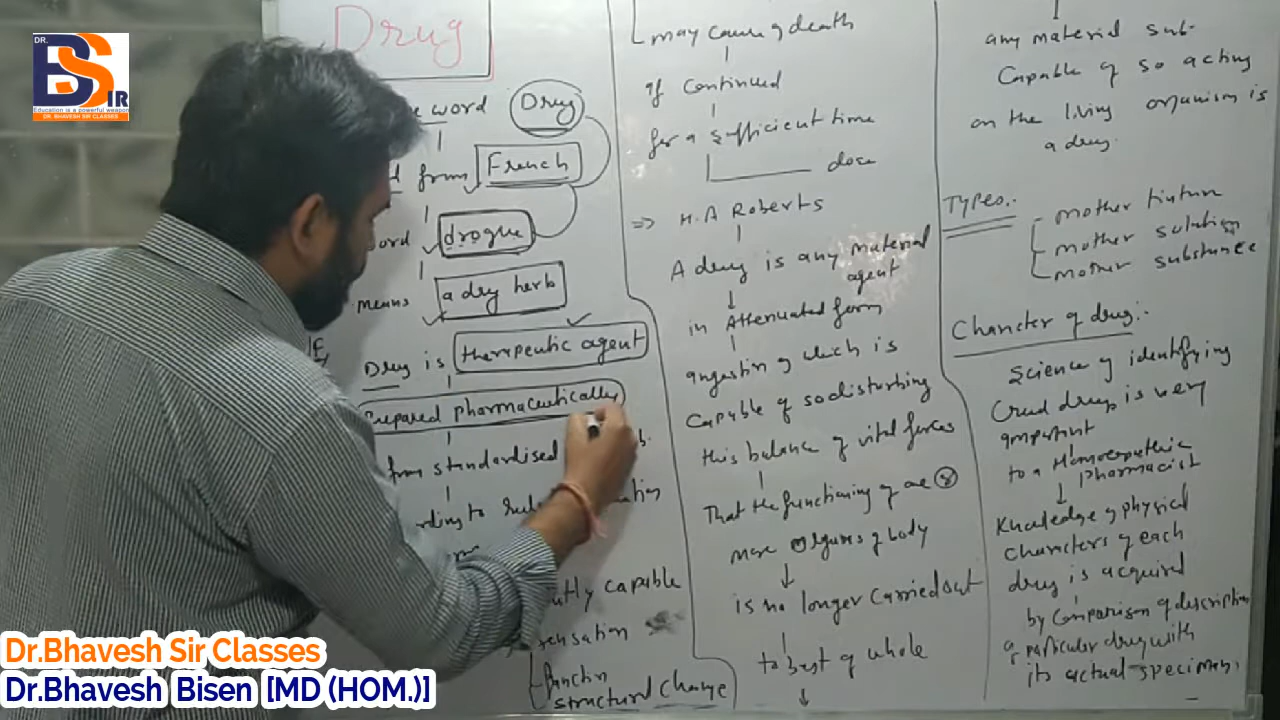 DR.
BS
IR
Education is a powerful weapon
DR. BHAVESH SIR CLASSES
Drug
word Drug
from French
drogue
means a dry herb
Drug is therapeutic agent
Prepared pharmaceutically
from standardised
to
capable
sensation
Function
structural change
may cause of death
If continued
for a sufficient time
dose
=> H.A Roberts
A drug is any material
agent
in Attenuated form
ingestion of which is
Capable of so disturbing
this balance of vital forces
That the functioning of one or
more organs of body
is no longer carried out
to best of whole
any material sub-
Capable of so acting
on the living organism is
a drug.
Types:-
mother tinture
mother solution
mother substance
Character of drug:-
Science of identifying
Crud drug is very
important
to a Homoeopathic
pharmacist
Knowledge of physical
characters of each
drug is acquired
by comparison of description
of particular drug with
its actual specimen.
Dr.Bhavesh Sir Classes
Dr.Bhavesh Bisen [MD (HOM.)]